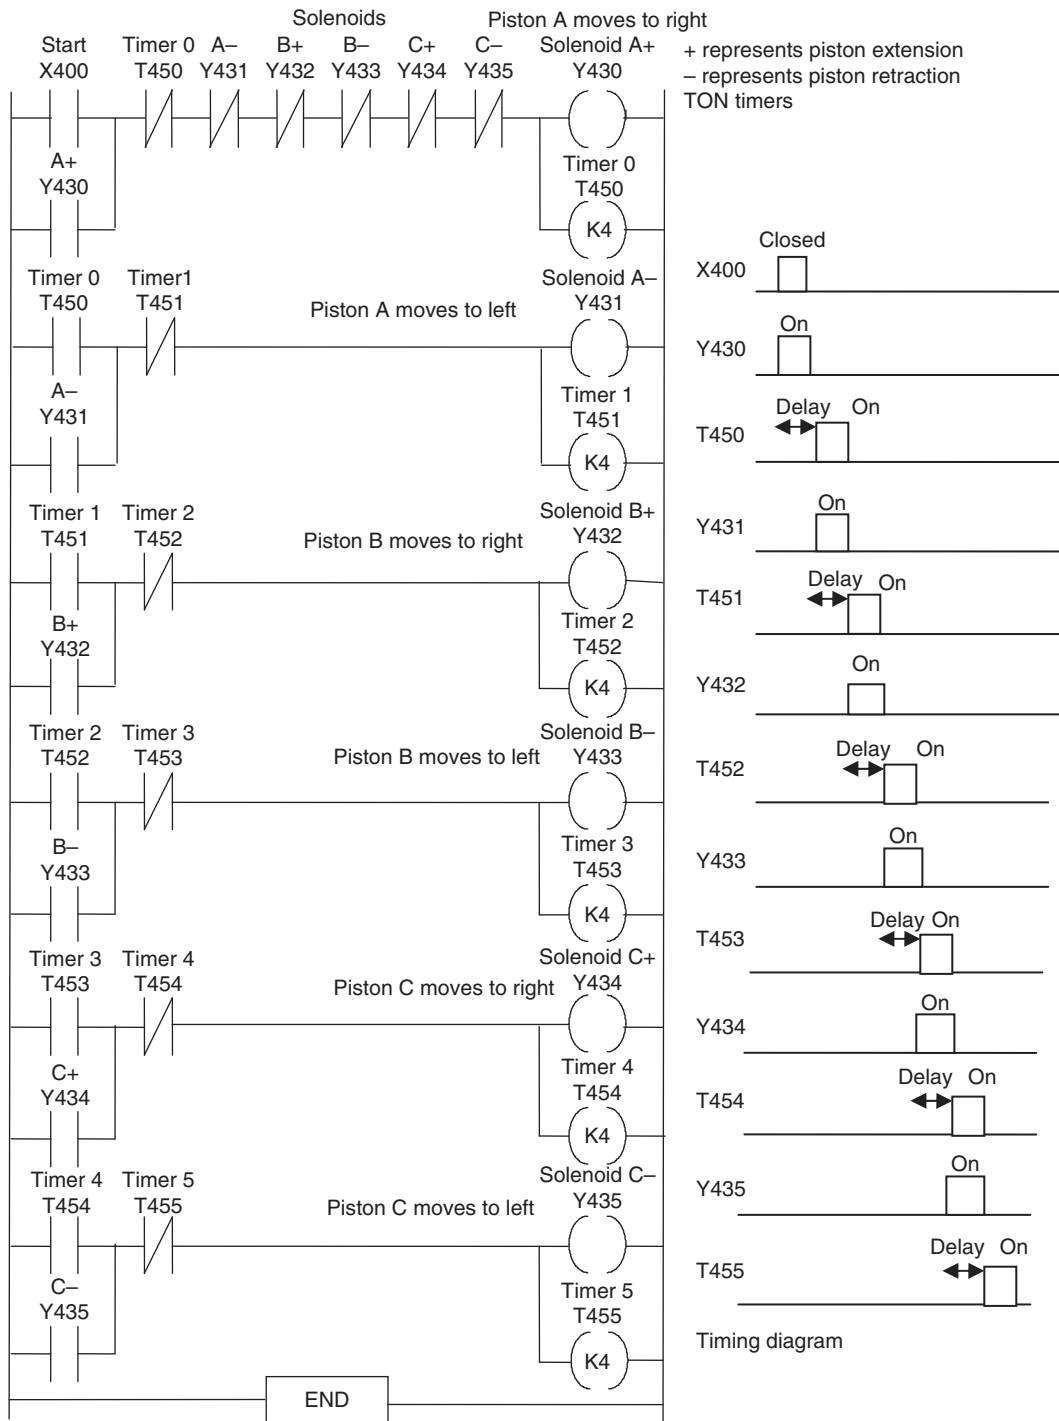 Solenoids
Piston A moves to right
Start Timer 0 A– B+ B– C+ C– Solenoid A+
X400 T450 Y431 Y432 Y433 Y434 Y435 Y430
+ represents piston extension
– represents piston retraction
TON timers
A+
Y430
Timer 0
T450
K4
Timer 0 Timer1 Solenoid A–
T450 T451 Piston A moves to left Y431
A–
Y431
Timer 1
T451
K4
Timer 1 Timer 2 Solenoid B+
T451 T452 Piston B moves to right Y432
B+
Y432
Timer 2
T452
K4
Timer 2 Timer 3 Solenoid B–
T452 T453 Piston B moves to left Y433
B–
Y433
Timer 3
T453
K4
Timer 3 Timer 4 Solenoid C+
T453 T454 Piston C moves to right Y434
C+
Y434
Timer 4
T454
K4
Timer 4 Timer 5 Solenoid C–
T454 T455 Piston C moves to left Y435
C–
Y435
Timer 5
T455
K4
END
Closed
X400
On
Y430
Delay On
T450
On
Y431
Delay On
T451
On
Y432
Delay On
T452
On
Y433
Delay On
T453
On
Y434
Delay On
T454
On
Y435
Delay On
T455
Timing diagram